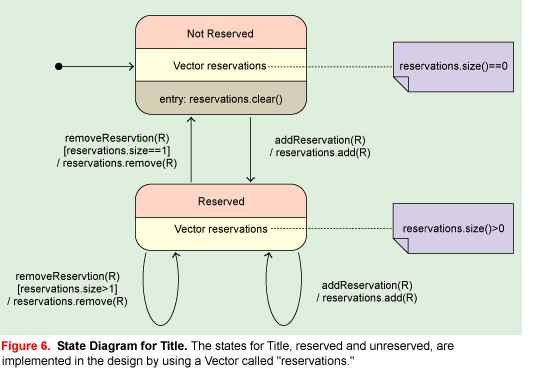 Not Reserved
Vector reservations
reservations.size()==0
entry: reservations.clear()
removeReservtion(R)
[reservations.size==1]
/ reservations.remove(R)
addReservation(R)
/ reservations.add(R)
Reserved
Vector reservations
reservations.size()>0
removeReservtion(R)
[reservations.size>1]
/ reservations.remove(R)
addReservation(R)
/ reservations.add(R)
Figure 6. State Diagram for Title. The states for Title, reserved and unreserved, are
implemented in the design by using a Vector called "reservations."